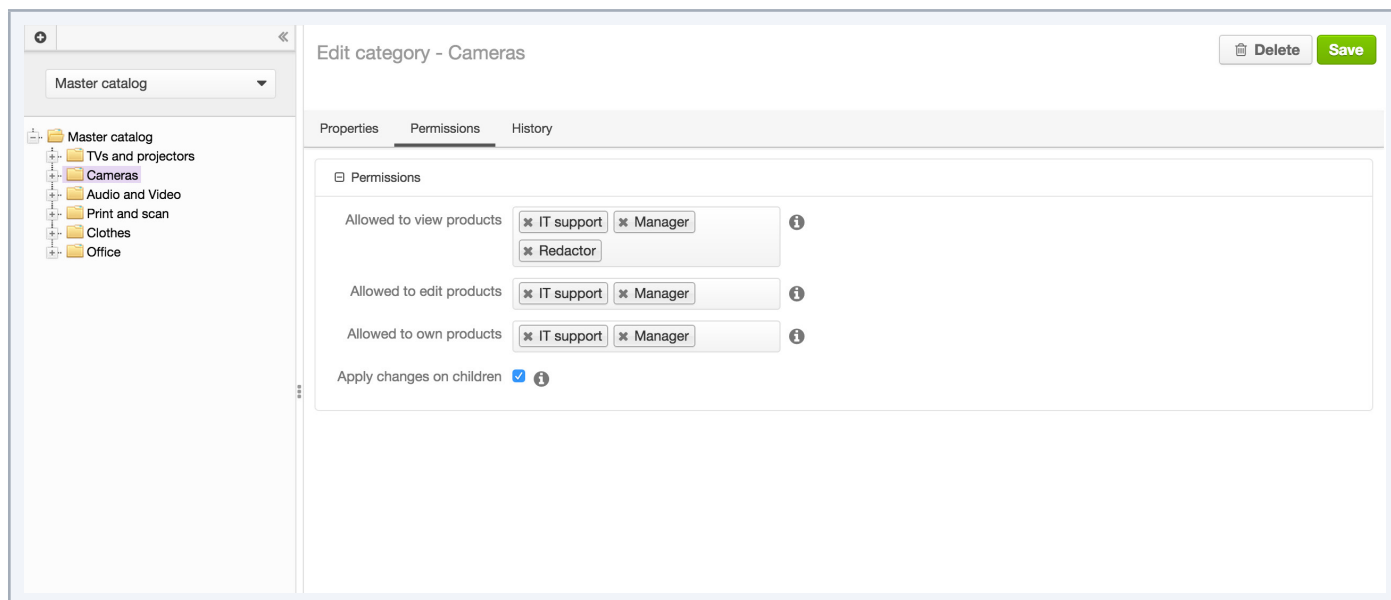 Master catalog
Master catalog
TVs and projectors
Cameras
Audio and Video
Print and scan
Clothes
Office
Edit category - Cameras
Delete
Save
Properties Permissions History
Permissions
Allowed to view products IT support Manager
Redactor
Allowed to edit products IT support Manager
Allowed to own products IT support Manager
Apply changes on children